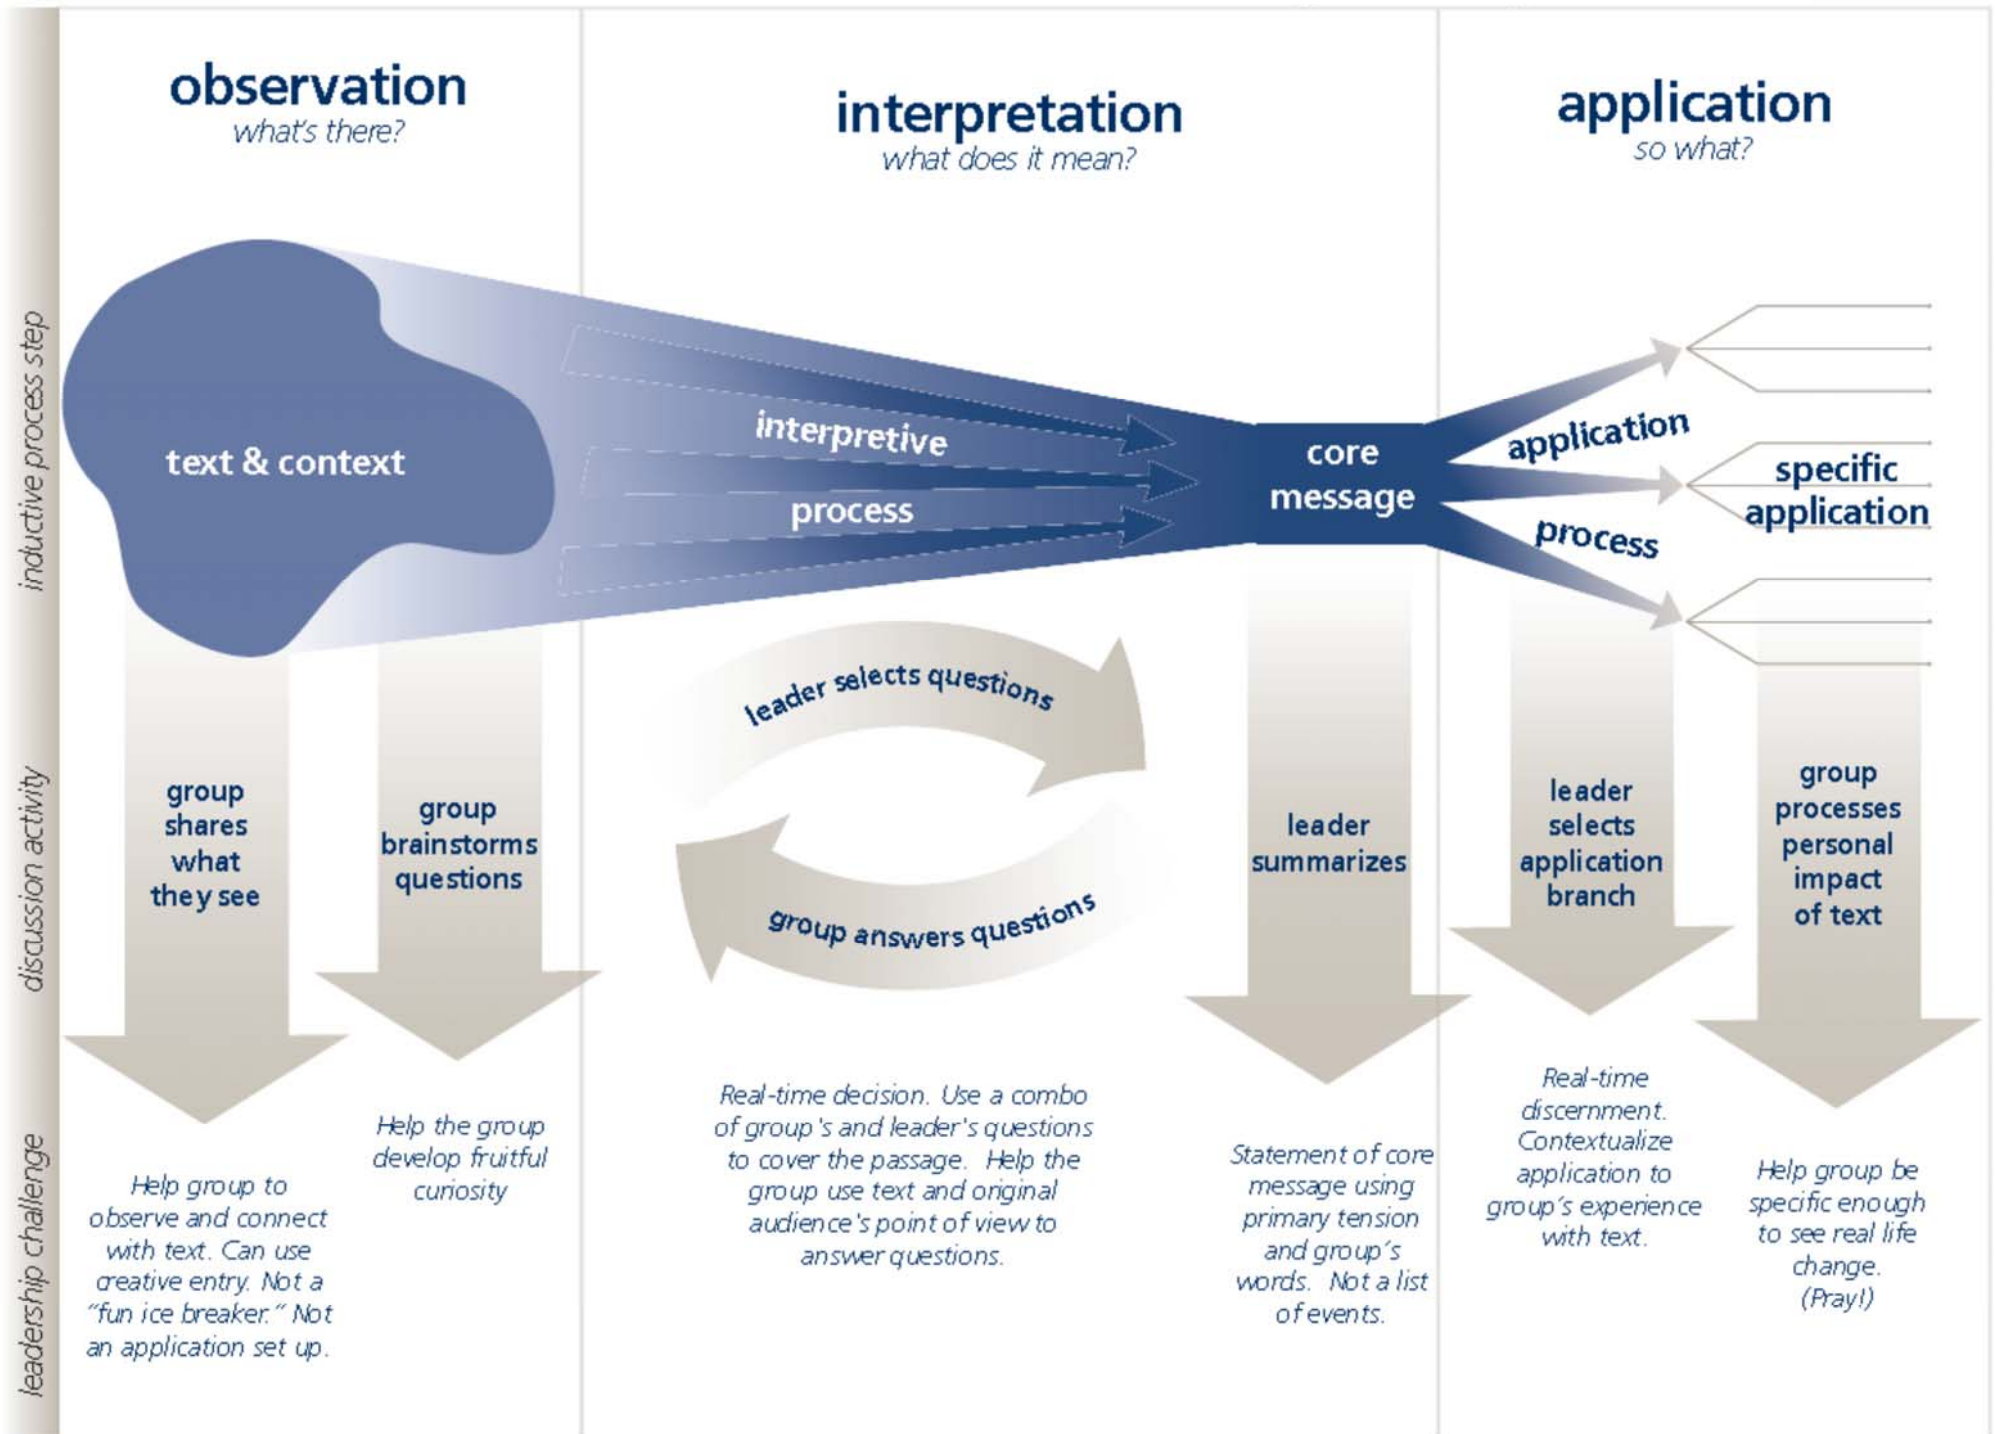 observation
what's there?
interpretation
what does it mean?
application
so what?
inductive process step
text & context
interpretive
process
core
message
application
process
specific
application
discussion activity
group
shares
what
they see
group
brainstorms
questions
leader selects questions
group answers questions
leader
summarizes
leader
selects
application
branch
group
processes
personal
impact
of text
leadership challenge
Help group to
observe and connect
with text. Can use
creative entry. Not a
"fun ice breaker." Not
an application set up.
Help the group
develop fruitful
curiosity
Real-time decision. Use a combo
of group's and leader's questions
to cover the passage. Help the
group use text and original
audience's point of view to
answer questions.
Statement of core
message using
primary tension
and group's
words. Not a list
of events.
Real-time
discernment.
Contextualize
application to
group's experience
with text.
Help group be
specific enough
to see real life
change.
(Pray!)